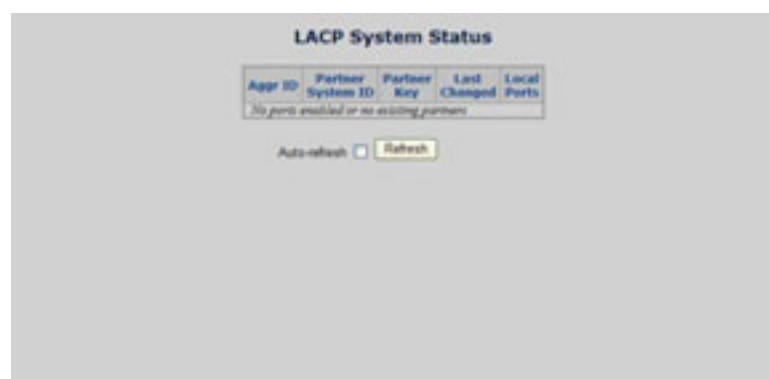 LACP System Status
Aggr ID Partner System ID Partner Key Last Changed Local Ports
No ports enabled or no existing partners
Auto-refresh Refresh